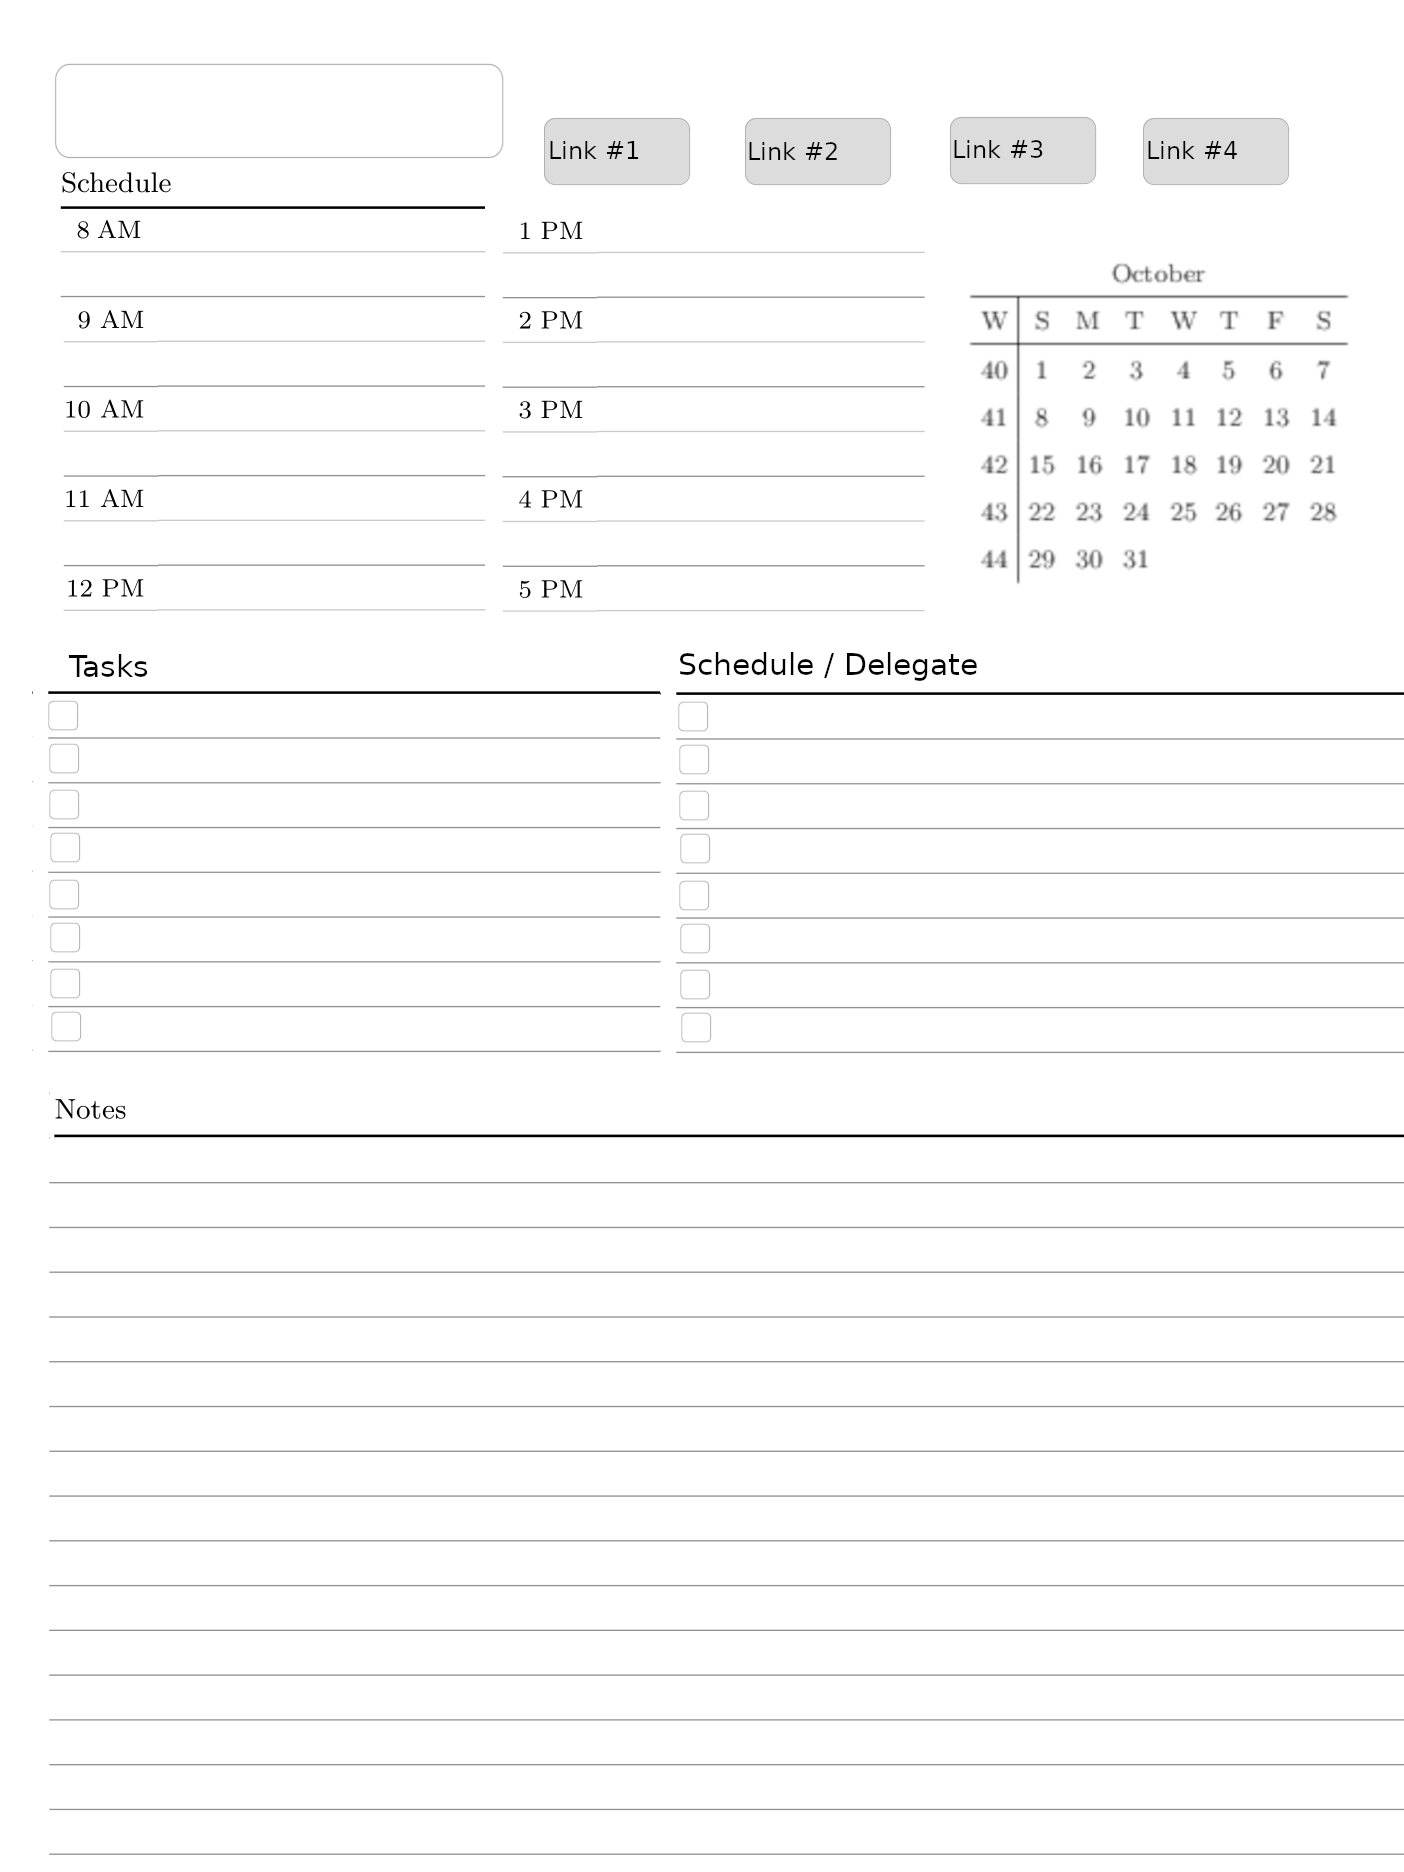 Link #1 Link #2 Link #3 Link #4
Schedule
8 AM
9 AM
10 AM
11 AM
12 PM
1 PM
2 PM
3 PM
4 PM
5 PM
October
W S M T W T F S
40 1 2 3 4 5 6 7
41 8 9 10 11 12 13 14
42 15 16 17 18 19 20 21
43 22 23 24 25 26 27 28
44 29 30 31
Tasks
Schedule / Delegate
Notes